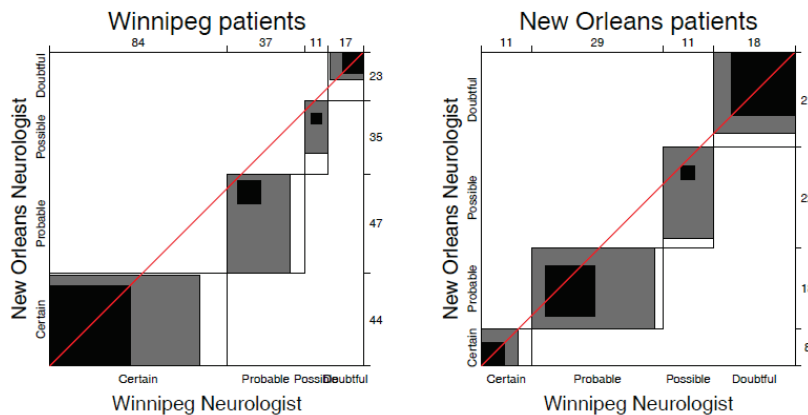 Winnipeg patients
84 37 11 17
New Orleans Neurologist
Doubtful
Possible
Probable
Certain
23
35
47
44
Certain Probable Possible Doubtful
Winnipeg Neurologist
New Orleans patients
11 29 11 18
New Orleans Neurologist
Doubtful
Possible
Probable
Certain
8
Certain Probable Possible Doubtful
Winnipeg Neurologist